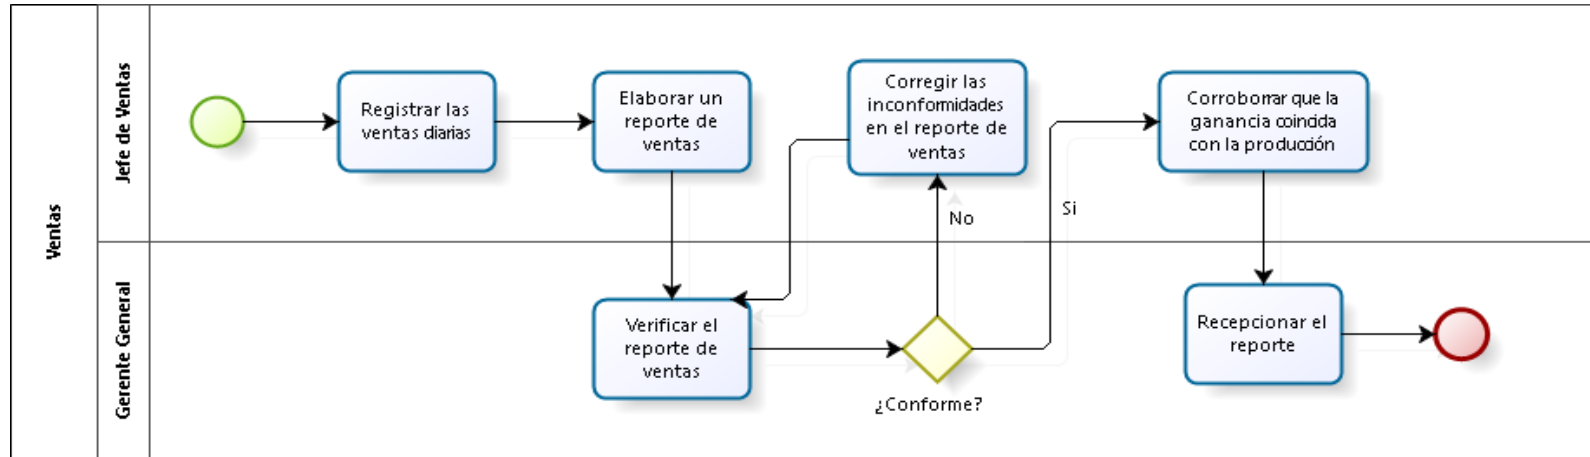 Ventas
Jefe de Ventas
Registrar las
ventas diarias
Elaborar un
reporte de
ventas
Corregir las
inconformidades
en el reporte de
ventas
Corroborrar que la
ganancia coincida
con la producción
No
Si
Gerente General
Verificar el
reporte de
ventas
¿Conforme?
Recepcionar el
reporte